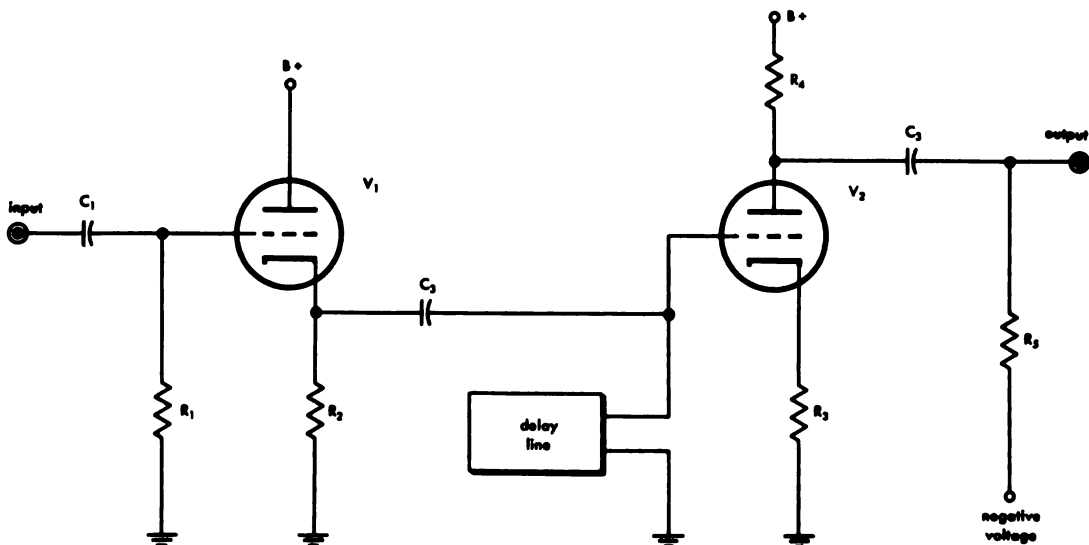 B+
R4
C3
output
B+
V1
V2
input
C1
C3
R1
R2
delay
line
R3
R5
negative
voltage